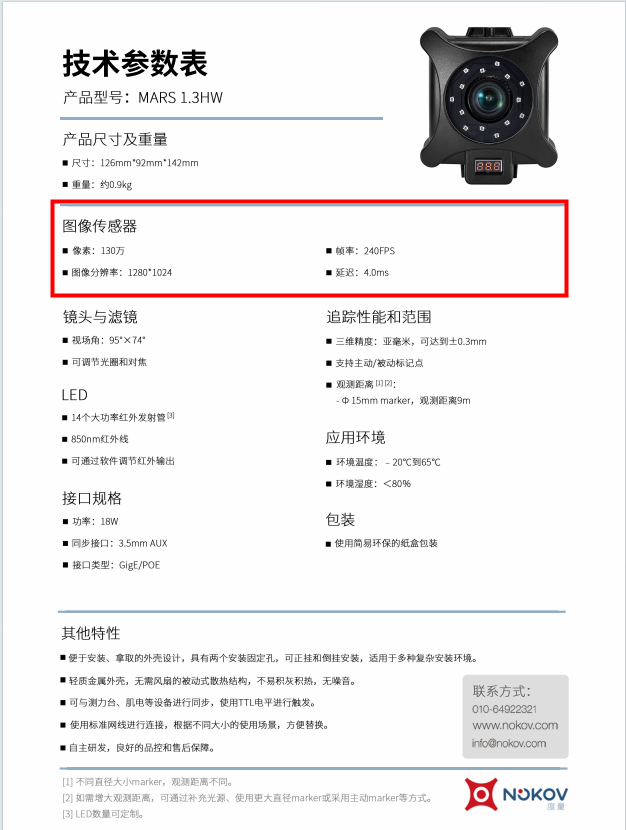 技术参数表
产品型号：MARS 1.3HW
产品尺寸及重量
■ 尺寸：126mm*92mm*142mm
■ 重量：约0.9kg
图像传感器
■ 像素：130万
■ 图像分辨率：1280*1024
■ 帧率：240FPS
■ 延迟：4.0ms
镜头与滤镜
■ 视场角：95°×74°
■ 可调节光圈和对焦
LED
■ 14个大功率红外发射管[3]
■ 850nm红外线
■ 可通过软件调节红外输出
接口规格
■ 功率：18W
■ 同步接口：3.5mm AUX
■ 接口类型：GigE/POE
追踪性能和范围
■ 三维精度：亚毫米，可达到±0.3mm
■ 支持主动/被动标记点
■ 观测距离[1] [2]：
- Φ 15mm marker，观测距离9m
应用环境
■ 环境温度：－20℃到65℃
■ 环境湿度：＜80%
包装
■ 使用简易环保的纸盒包装
其他特性
■ 便于安装、拿取的外壳设计，具有两个安装固定孔，可正挂和倒挂安装，适用于多种复杂安装环境。
■ 轻质金属外壳，无需风扇的被动式散热结构，不易积灰积热，无噪音。
■ 可与测力台、肌电等设备进行同步，使用TTL电平进行触发。
■ 使用标准网线进行连接，根据不同大小的使用场景，方便替换。
■ 自主研发，良好的品控和售后保障。
联系方式：
010-64922321
www.nokov.com
info@nokov.com
[1] 不同直径大小marker，观测距离不同。
[2] 如需增大观测距离，可通过补充光源、使用更大直径marker或采用主动marker等方式。
[3] LED数量可定制。
NOKOV
度量